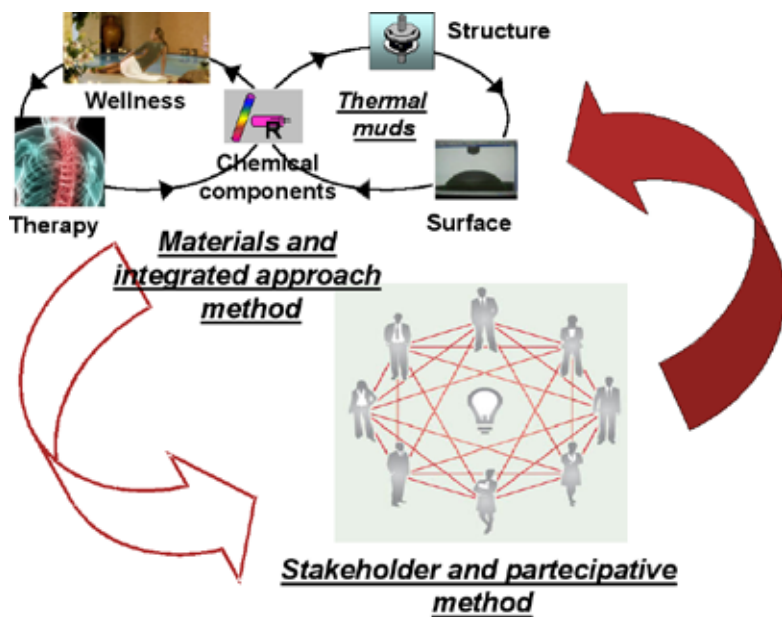 Structure
Wellness
Thermal
muds
R
Chemical
components
Therapy
Surface
Materials and
integrated approach
method
Stakeholder and partecipative
method